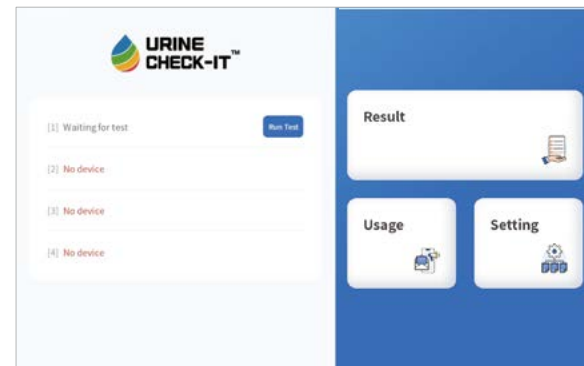 URINE
CHECK-IT™
[1] Waiting for test
Run Test
[2] No device
[3] No device
[4] No device
Result
Usage
Setting